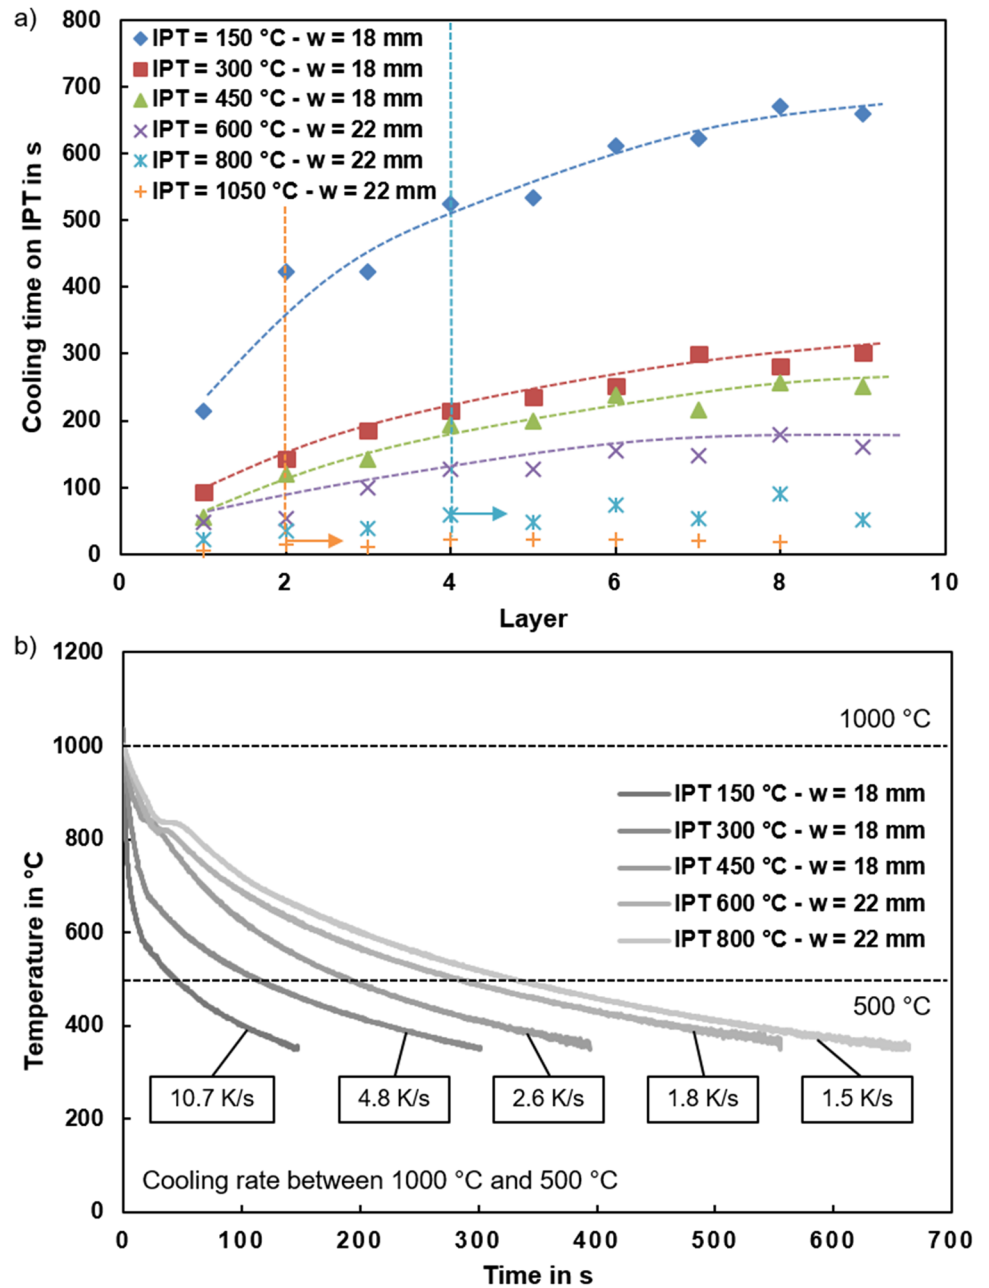 a)
800
700
600
500
400
300
200
100
0
Cooling time on IPT in s
IPT = 150 °C - w = 18 mm
IPT = 300 °C - w = 18 mm
IPT = 450 °C - w = 18 mm
IPT = 600 °C - w = 22 mm
IPT = 800 °C - w = 22 mm
IPT = 1050 °C - w = 22 mm
0 2 4 6 8 10
Layer
b)
1200
1000
800
600
400
200
0
Temperature in °C
1000 °C
IPT 150 °C - w = 18 mm
IPT 300 °C - w = 18 mm
IPT 450 °C - w = 18 mm
IPT 600 °C - w = 22 mm
IPT 800 °C - w = 22 mm
500 °C
10.7 K/s 4.8 K/s 2.6 K/s 1.8 K/s 1.5 K/s
Cooling rate between 1000 °C and 500 °C
0 100 200 300 400 500 600 700
Time in s